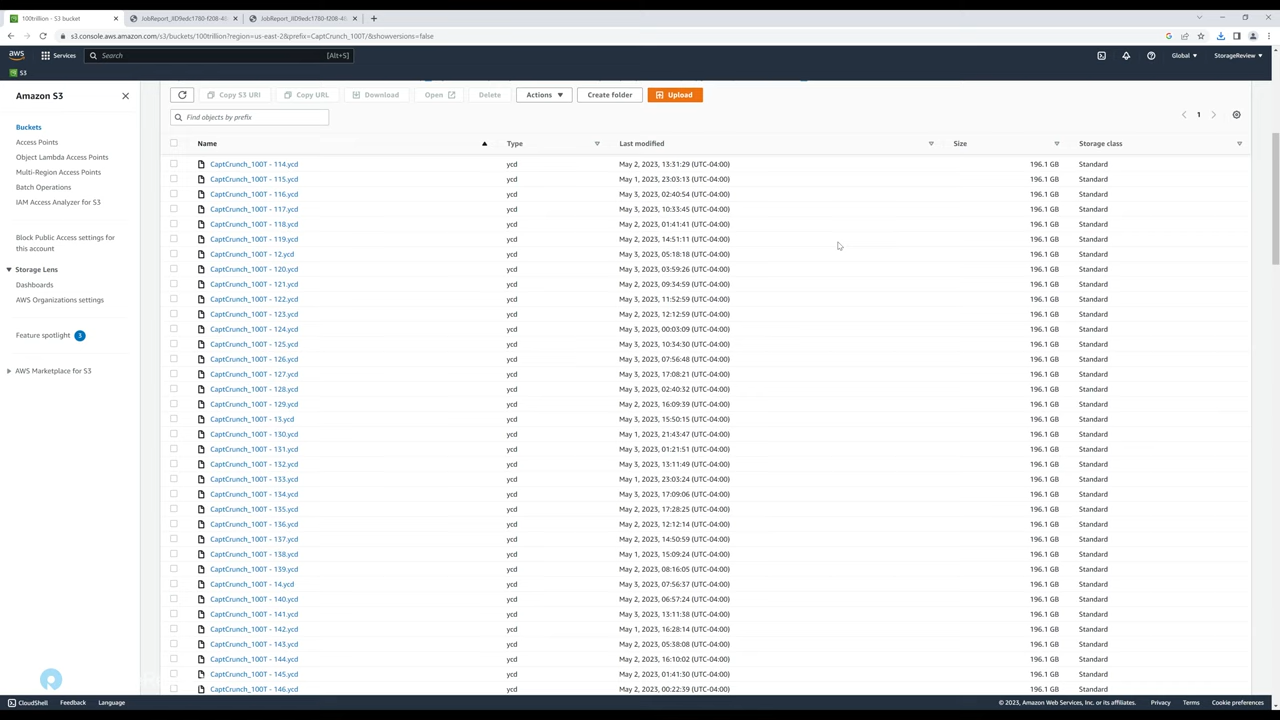 100trillion - S3 bucket
JobReport_IID9edc1780-f208-4
JobReport_IID9edc1780-f208-4
s3.console.aws.amazon.com/s3/buckets/100trillion?region=us-east-2&prefix=CaptCrunch_100T/&showversions=false
aws Services Search [Alt+S] Global StorageReview
S3
Amazon S3
Buckets
Access Points
Object Lambda Access Points
Multi-Region Access Points
Batch Operations
IAM Access Analyzer for S3
Block Public Access settings for
this account
Storage Lens
Dashboards
AWS Organizations settings
Feature spotlight 3
AWS Marketplace for S3
Copy S3 URI Copy URL Download Open Delete Actions Create folder Upload
Find objects by prefix 1
Name Type Last modified Size Storage class
CaptCrunch_100T - 114.ycd ycd May 2, 2023, 13:31:29 (UTC-04:00) 196.1 GB Standard
CaptCrunch_100T - 115.ycd ycd May 1, 2023, 23:03:13 (UTC-04:00) 196.1 GB Standard
CaptCrunch_100T - 116.ycd ycd May 3, 2023, 02:40:54 (UTC-04:00) 196.1 GB Standard
CaptCrunch_100T - 117.ycd ycd May 3, 2023, 10:33:45 (UTC-04:00) 196.1 GB Standard
CaptCrunch_100T - 118.ycd ycd May 2, 2023, 01:41:41 (UTC-04:00) 196.1 GB Standard
CaptCrunch_100T - 119.ycd ycd May 2, 2023, 14:51:11 (UTC-04:00) 196.1 GB Standard
CaptCrunch_100T - 12.ycd ycd May 3, 2023, 05:18:18 (UTC-04:00) 196.1 GB Standard
CaptCrunch_100T - 120.ycd ycd May 3, 2023, 03:59:26 (UTC-04:00) 196.1 GB Standard
CaptCrunch_100T - 121.ycd ycd May 2, 2023, 09:34:59 (UTC-04:00) 196.1 GB Standard
CaptCrunch_100T - 122.ycd ycd May 3, 2023, 11:52:59 (UTC-04:00) 196.1 GB Standard
CaptCrunch_100T - 123.ycd ycd May 2, 2023, 12:12:59 (UTC-04:00) 196.1 GB Standard
CaptCrunch_100T - 124.ycd ycd May 3, 2023, 00:03:09 (UTC-04:00) 196.1 GB Standard
CaptCrunch_100T - 125.ycd ycd May 3, 2023, 10:34:30 (UTC-04:00) 196.1 GB Standard
CaptCrunch_100T - 126.ycd ycd May 3, 2023, 07:56:48 (UTC-04:00) 196.1 GB Standard
CaptCrunch_100T - 127.ycd ycd May 3, 2023, 17:08:21 (UTC-04:00) 196.1 GB Standard
CaptCrunch_100T - 128.ycd ycd May 3, 2023, 02:40:32 (UTC-04:00) 196.1 GB Standard
CaptCrunch_100T - 129.ycd ycd May 2, 2023, 16:09:39 (UTC-04:00) 196.1 GB Standard
CaptCrunch_100T - 13.ycd ycd May 3, 2023, 15:50:15 (UTC-04:00) 196.1 GB Standard
CaptCrunch_100T - 130.ycd ycd May 1, 2023, 21:43:47 (UTC-04:00) 196.1 GB Standard
CaptCrunch_100T - 131.ycd ycd May 3, 2023, 01:21:51 (UTC-04:00) 196.1 GB Standard
CaptCrunch_100T - 132.ycd ycd May 3, 2023, 13:11:49 (UTC-04:00) 196.1 GB Standard
CaptCrunch_100T - 133.ycd ycd May 1, 2023, 23:03:24 (UTC-04:00) 196.1 GB Standard
CaptCrunch_100T - 134.ycd ycd May 3, 2023, 17:09:06 (UTC-04:00) 196.1 GB Standard
CaptCrunch_100T - 135.ycd ycd May 2, 2023, 17:28:25 (UTC-04:00) 196.1 GB Standard
CaptCrunch_100T - 136.ycd ycd May 2, 2023, 12:12:14 (UTC-04:00) 196.1 GB Standard
CaptCrunch_100T - 137.ycd ycd May 2, 2023, 14:50:59 (UTC-04:00) 196.1 GB Standard
CaptCrunch_100T - 138.ycd ycd May 1, 2023, 15:09:24 (UTC-04:00) 196.1 GB Standard
CaptCrunch_100T - 139.ycd ycd May 2, 2023, 08:16:05 (UTC-04:00) 196.1 GB Standard
CaptCrunch_100T - 14.ycd ycd May 3, 2023, 07:56:37 (UTC-04:00) 196.1 GB Standard
CaptCrunch_100T - 140.ycd ycd May 2, 2023, 06:57:24 (UTC-04:00) 196.1 GB Standard
CaptCrunch_100T - 141.ycd ycd May 3, 2023, 13:11:38 (UTC-04:00) 196.1 GB Standard
CaptCrunch_100T - 142.ycd ycd May 1, 2023, 16:28:14 (UTC-04:00) 196.1 GB Standard
CaptCrunch_100T - 143.ycd ycd May 2, 2023, 05:38:08 (UTC-04:00) 196.1 GB Standard
CaptCrunch_100T - 144.ycd ycd May 2, 2023, 16:10:02 (UTC-04:00) 196.1 GB Standard
CaptCrunch_100T - 145.ycd ycd May 2, 2023, 01:41:30 (UTC-04:00) 196.1 GB Standard
CaptCrunch_100T - 146.ycd ycd May 2, 2023, 00:22:39 (UTC-04:00) 196.1 GB Standard
CloudShell Feedback Language © 2023, Amazon Web Services, Inc. or its affiliates. Privacy Terms Cookie preferences